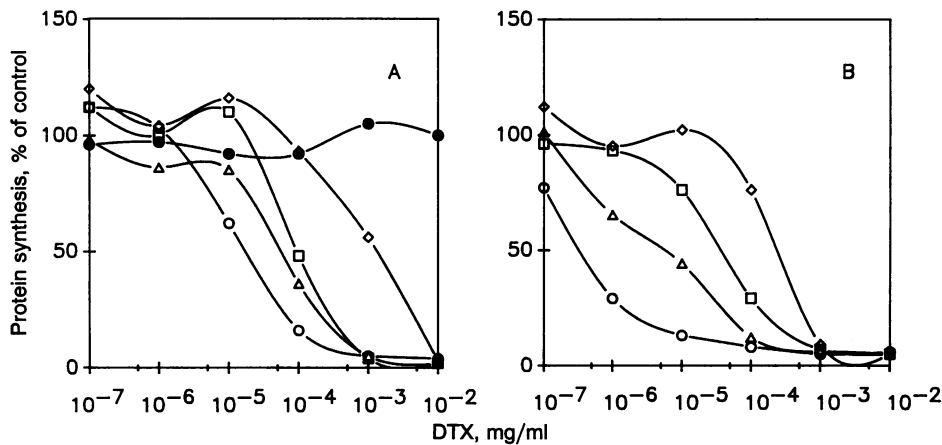 150
100
50
0
A
10⁻⁷ 10⁻⁶ 10⁻⁵ 10⁻⁴ 10⁻³ 10⁻²
150
100
50
0
B
10⁻⁷ 10⁻⁶ 10⁻⁵ 10⁻⁴ 10⁻³ 10⁻²
Protein synthesis, % of control
DTX, mg/ml